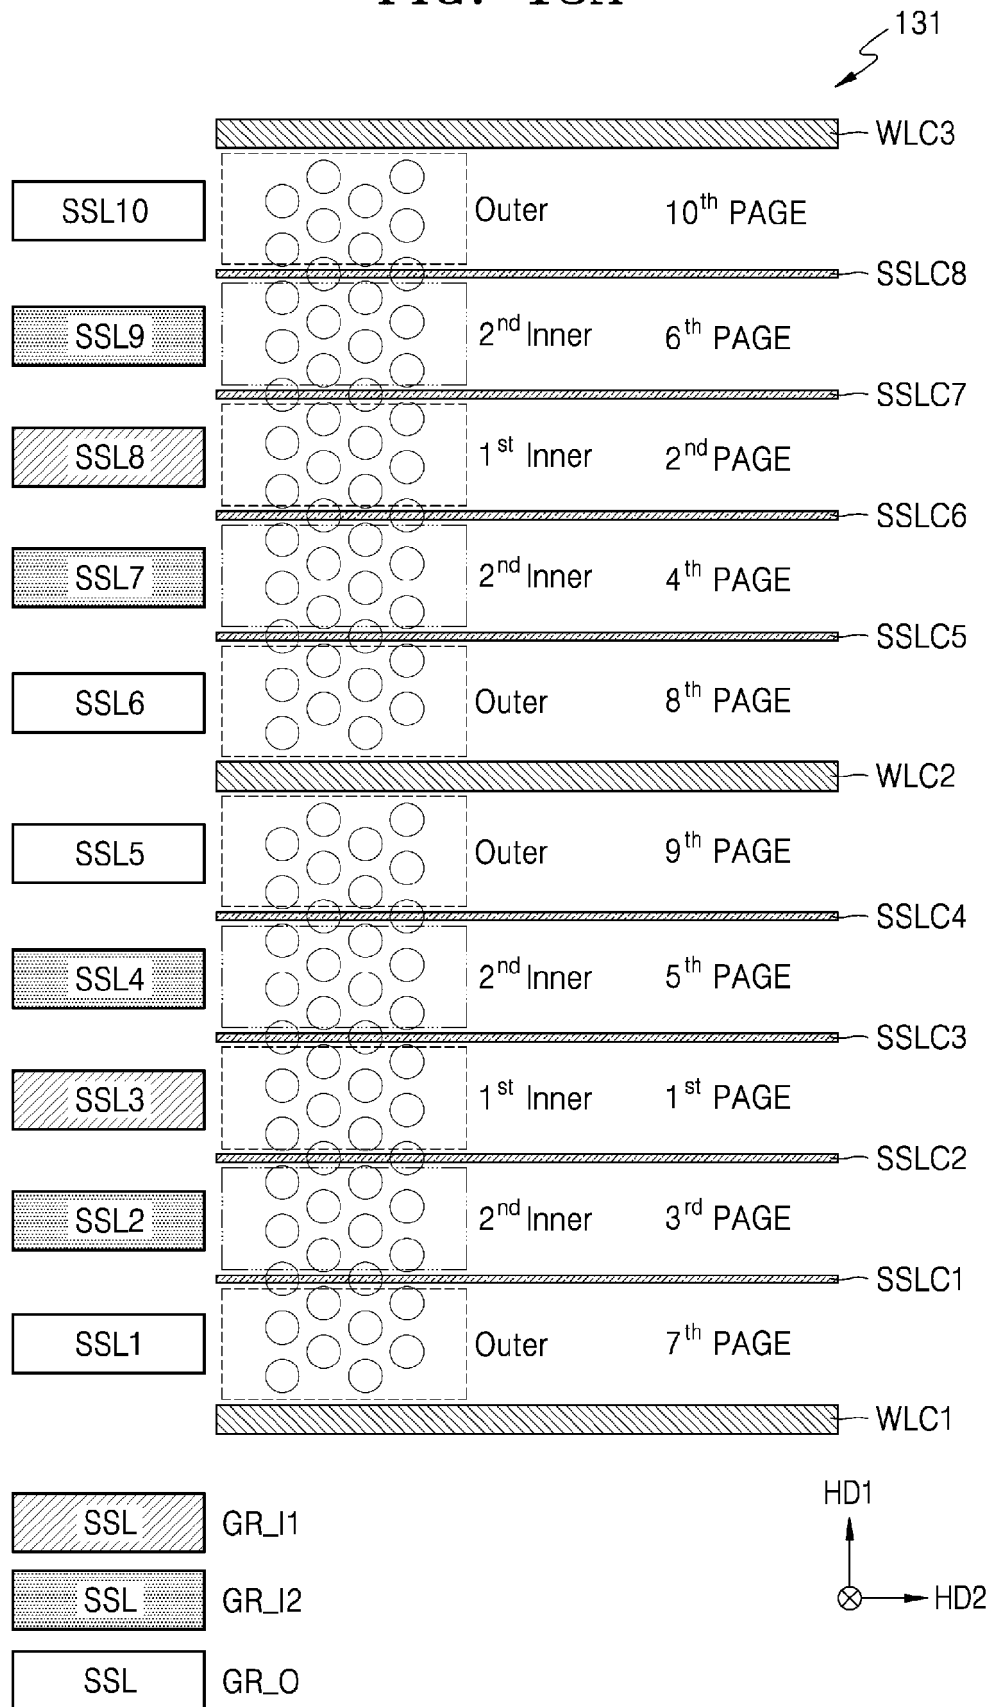 131
WLC3
SSL10 Outer 10th PAGE
SSLC8
SSL9 2nd Inner 6th PAGE
SSLC7
SSL8 1st Inner 2nd PAGE
SSLC6
SSL7 2nd Inner 4th PAGE
SSLC5
SSL6 Outer 8th PAGE
WLC2
SSL5 Outer 9th PAGE
SSLC4
SSL4 2nd Inner 5th PAGE
SSLC3
SSL3 1st Inner 1st PAGE
SSLC2
SSL2 2nd Inner 3rd PAGE
SSLC1
SSL1 Outer 7th PAGE
WLC1
SSL GR_I1
SSL GR_I2
SSL GR_O
HD1
HD2